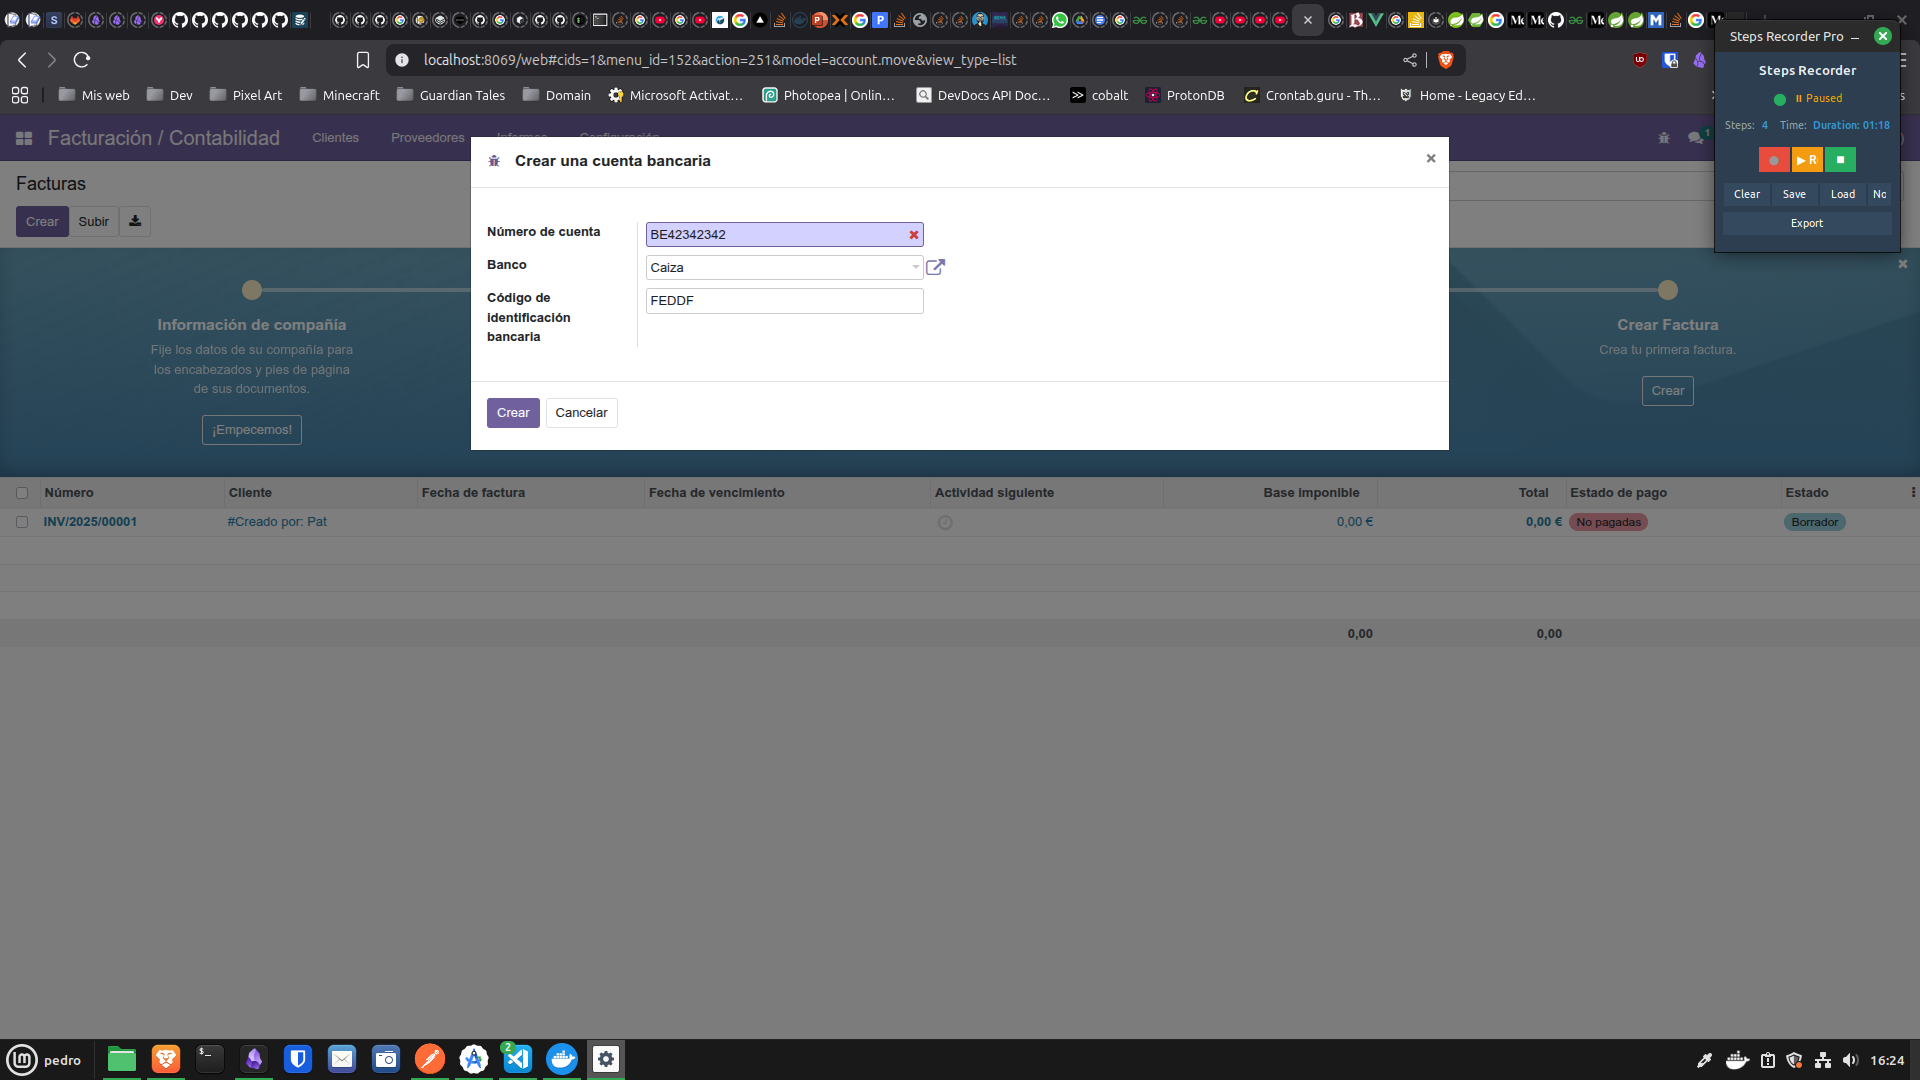 Steps Recorder Pro
localhost:8069/web#cids=1&menu_id=152&action=251&model=account.move&view_type=list
Mis web
Dev
Pixel Art
Minecraft
Guardian Tales
Domain
Microsoft Activat...
Photopea | Onlin...
DevDocs API Doc...
cobalt
ProtonDB
Crontab.guru - Th...
Home - Legacy Ed...
Steps Recorder
Paused
Steps: 4 Time: Duration: 01:18
R
Clear
Save
Load
No
Export
Facturación / Contabilidad
Clientes
Proveedores
1
Facturas
Crear
Subir
Crear una cuenta bancaria
Número de cuenta
BE42342342
Banco
Caiza
Código de identificación bancaria
FEDDF
Crear
Cancelar
Información de compañía
Fije los datos de su compañía para
los encabezados y pies de página
de sus documentos.
¡Empecemos!
Crear Factura
Crea tu primera factura.
Crear
Número
Cliente
Fecha de factura
Fecha de vencimiento
Actividad siguiente
Base imponible
Total
Estado de pago
Estado
INV/2025/00001
#Creado por: Pat
0,00 €
0,00 €
No pagadas
Borrador
0,00
0,00
pedro
2
16:24